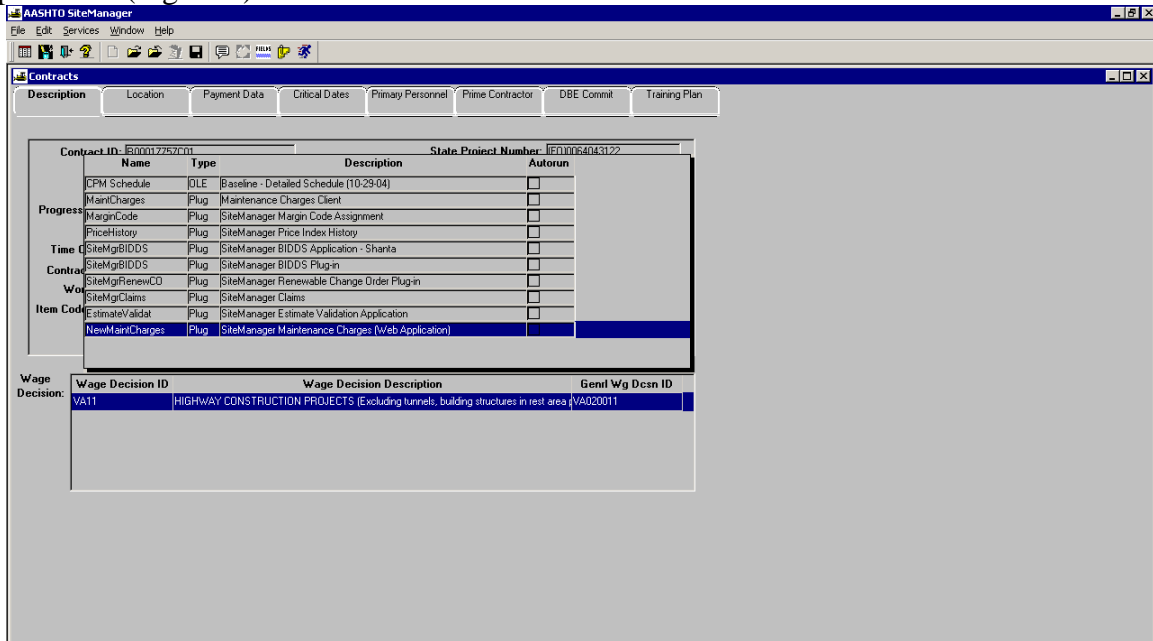 AASHTO SiteManager
File Edit Services Window Help
FIELDS
Contracts
Description Location Payment Data Critical Dates Primary Personnel Prime Contractor DBE Commit Training Plan
Contract ID: B00017757C01 State Project Number: (FO)0064043122
Name Type Description Autorun
CPM Schedule OLE Baseline - Detailed Schedule (10-29-04)
MaintCharges Plug Maintenance Charges Client
Progress MarginCode Plug SiteManager Margin Code Assignment
PriceHistory Plug SiteManager Price Index History
Time SiteMgrBIDDS Plug SiteManager BIDDS Application - Shanta
Contrac SiteMgrBIDDS Plug SiteManager BIDDS Plug-in
Wor SiteMgrRenewCO Plug SiteManager Renewable Change Order Plug-in
SiteMgrClaims Plug SiteManager Claims
Item Code EstimateValidat Plug SiteManager Estimate Validation Application
NewMaintCharges Plug SiteManager Maintenance Charges (Web Application)
Wage Decision: Wage Decision ID Wage Decision Description Genrl Wg Dcsn ID
VA11 HIGHWAY CONSTRUCTION PROJECTS (Excluding tunnels, building structures in rest area VA020011